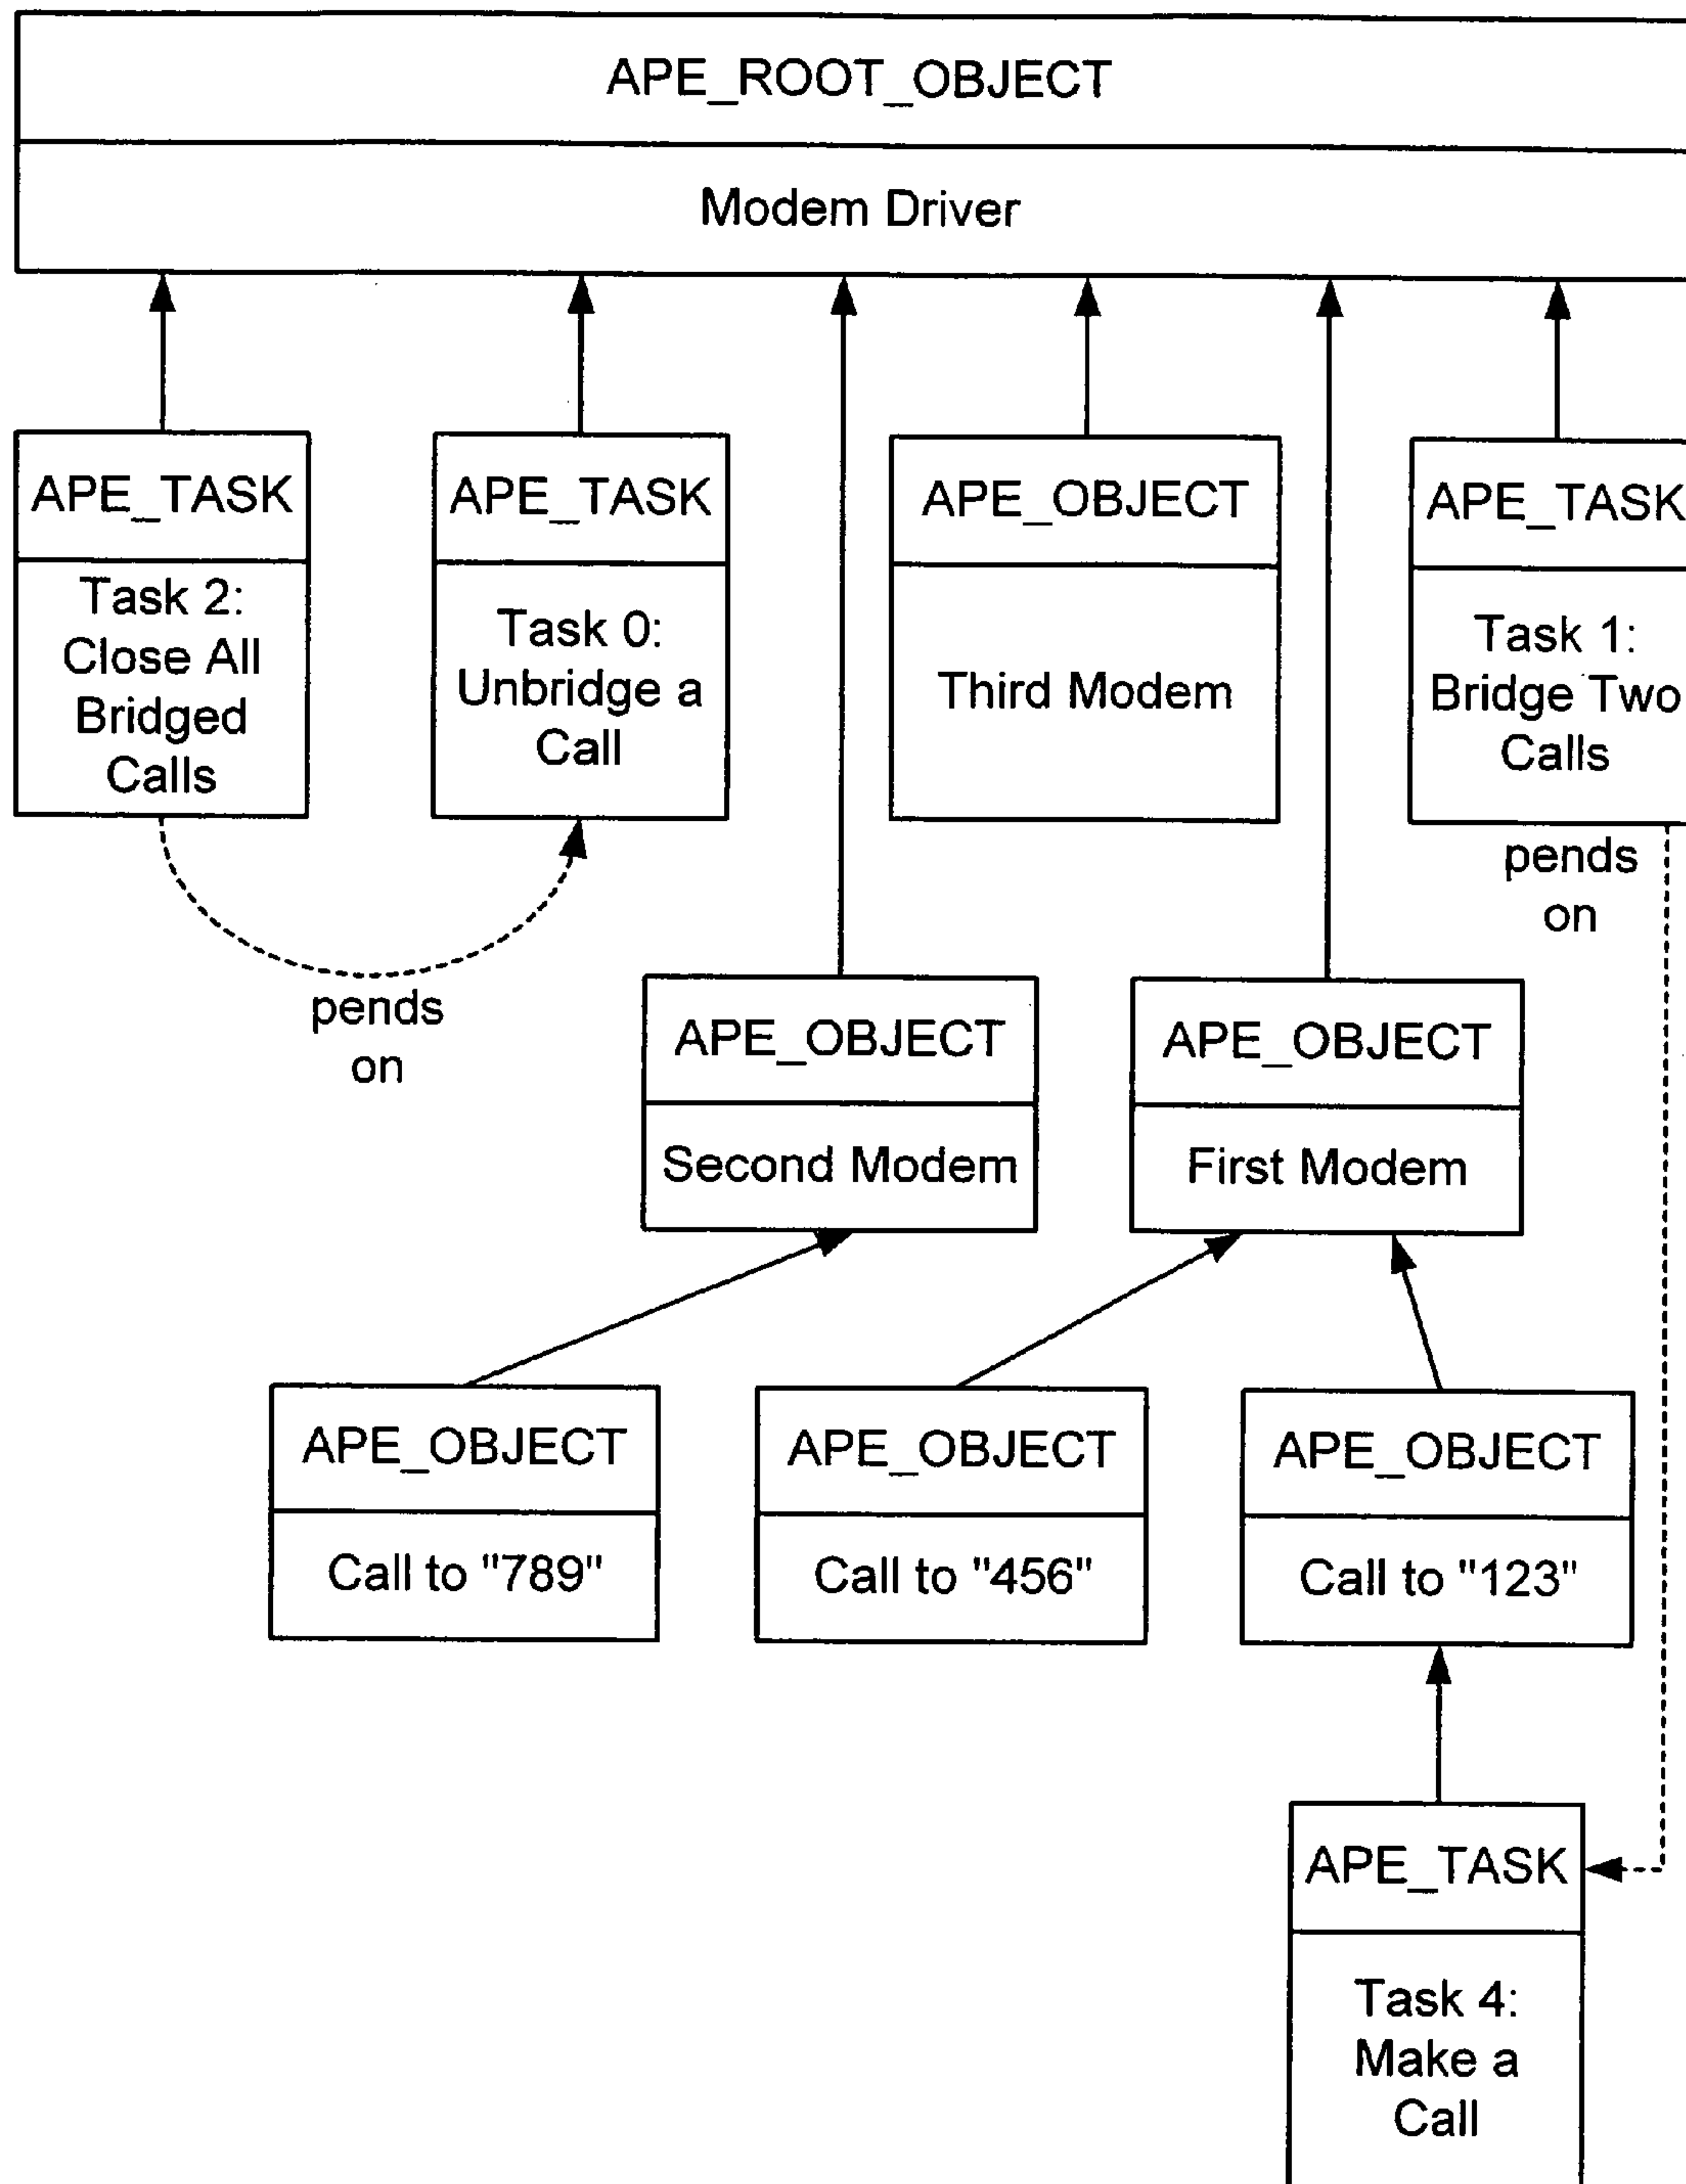 APE_ROOT_OBJECT
Modem Driver
APE_TASK
Task 2:
Close All
Bridged
Calls
APE_TASK
Task 0:
Unbridge a
Call
APE_OBJECT
Third Modem
APE_TASK
Task 1:
Bridge Two
Calls
pends
on
pends
on
APE_OBJECT
Second Modem
APE_OBJECT
First Modem
APE_OBJECT
Call to "789"
APE_OBJECT
Call to "456"
APE_OBJECT
Call to "123"
APE_TASK
Task 4:
Make a
Call